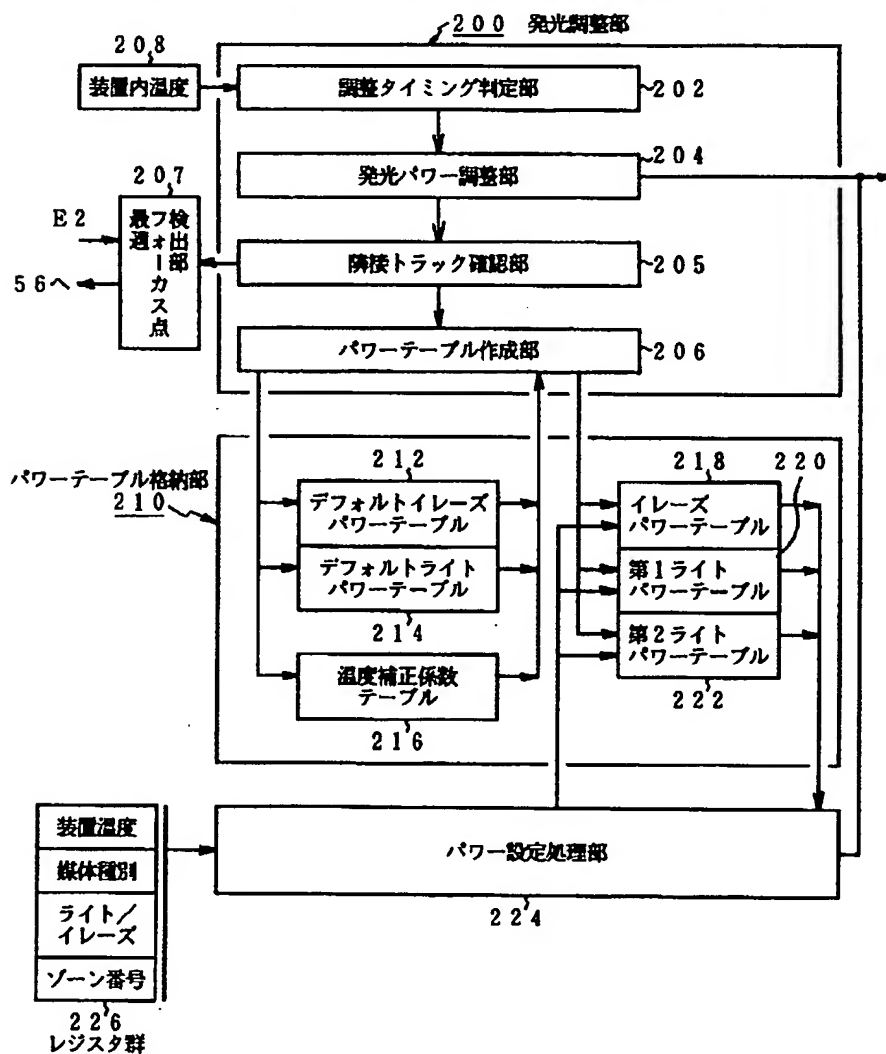 200 発光調整部
208
装置内温度
調整タイミング判定部
202
204
発光パワー調整部
207
E2
56へ
最適
フォーカス点
検出部
隣接トラック確認部
205
パワーテーブル作成部
206
パワーテーブル格納部
210
212
デフォルトイレーズ
パワーテーブル
デフォルトライト
パワーテーブル
214
温度補正係数
テーブル
216
218
220
イレーズ
パワーテーブル
第1ライト
パワーテーブル
第2ライト
パワーテーブル
222
装置温度
媒体種別
ライト/
イレーズ
ゾーン番号
226
レジスタ群
パワー設定処理部
224